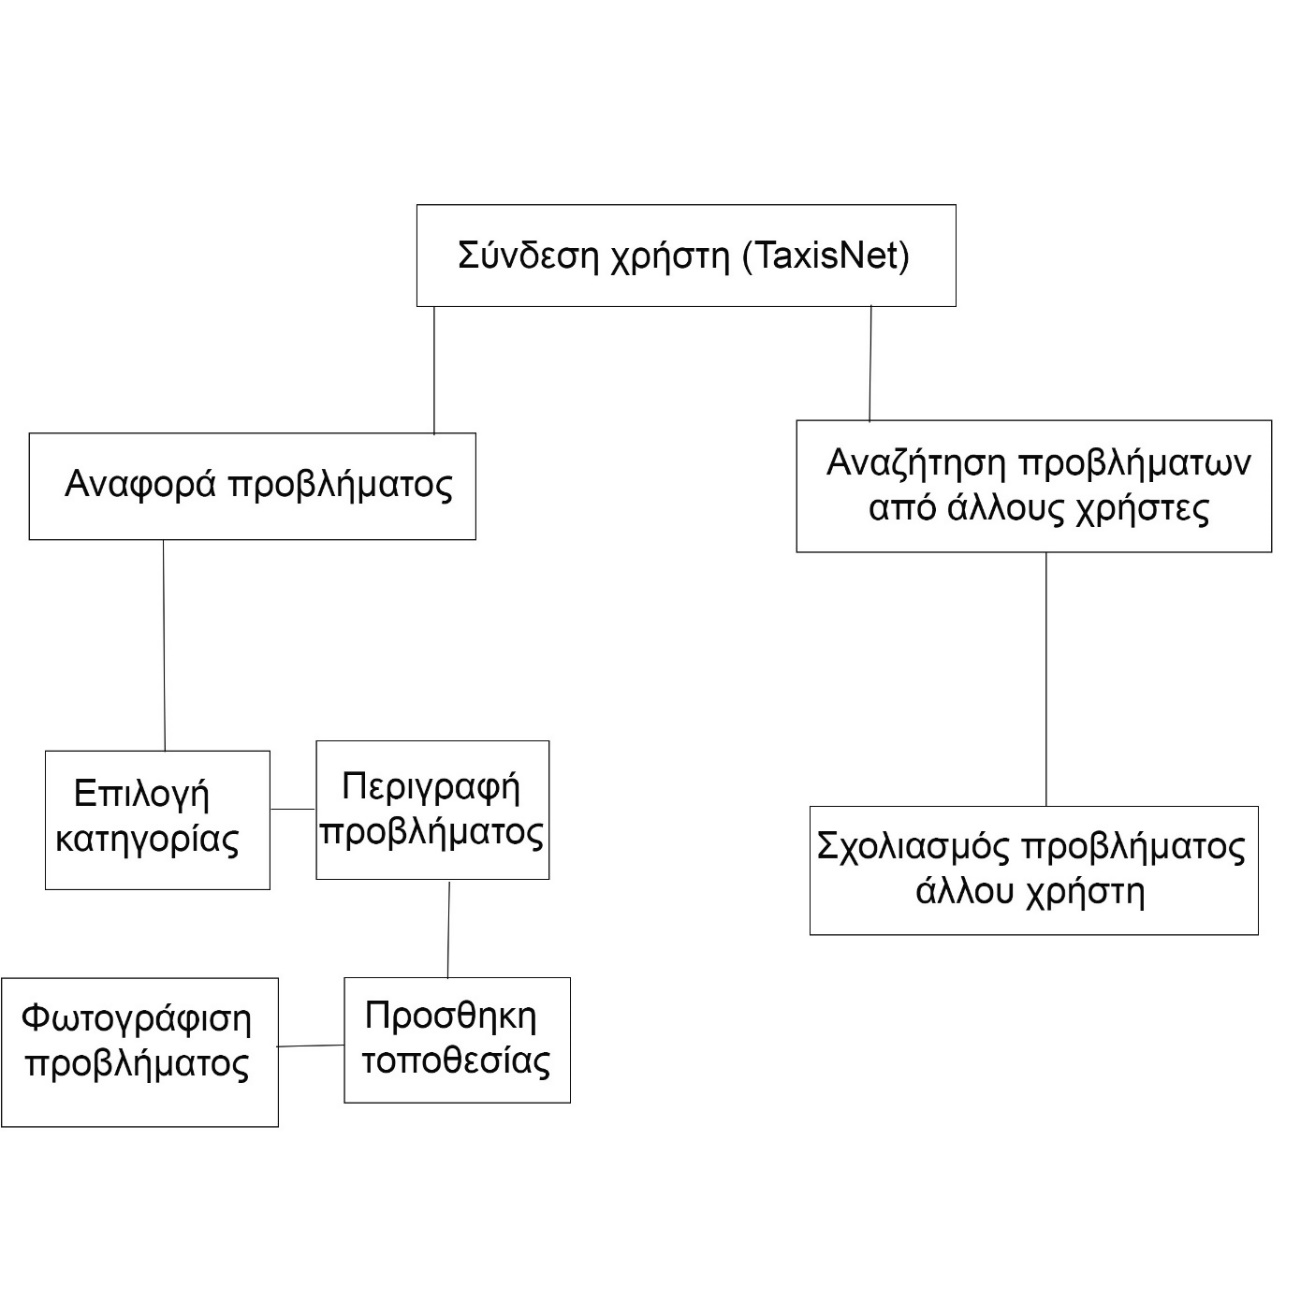 Σύνδεση χρήστη (TaxisNet)
Αναφορά προβλήματος
Αναζήτηση προβλήματων
από άλλους χρήστες
Επιλογή
κατηγορίας
Περιγραφή
προβλήματος
Φωτογράφιση
προβλήματος
Προσθηκη
τοποθεσίας
Σχολιασμός προβλήματος
άλλου χρήστη